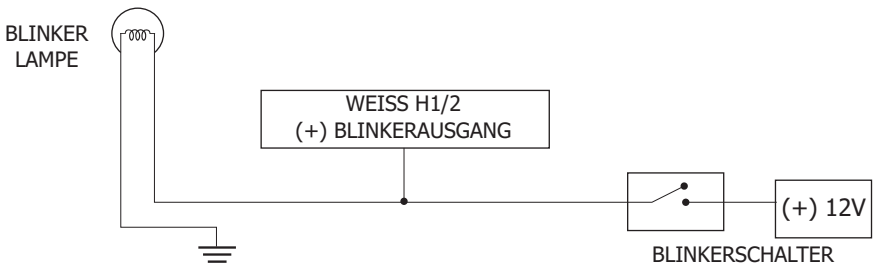 BLINKER
LAMPE
WEISS H1/2
(+) BLINKERAUSGANG
(+) 12V
BLINKERSCHALTER